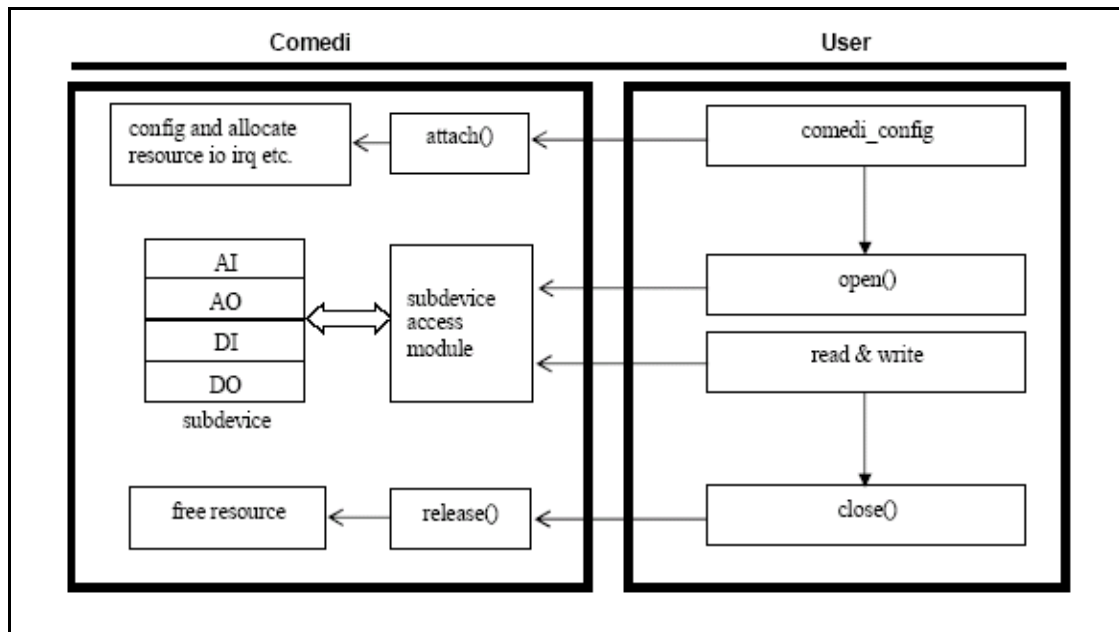 Comedi
User
config and allocate
resource io irq etc.
attach()
comedi_config
AI
AO
DI
DO
subdevice
subdevice
access
module
open()
read & write
free resource
release()
close()